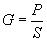 G = P/S